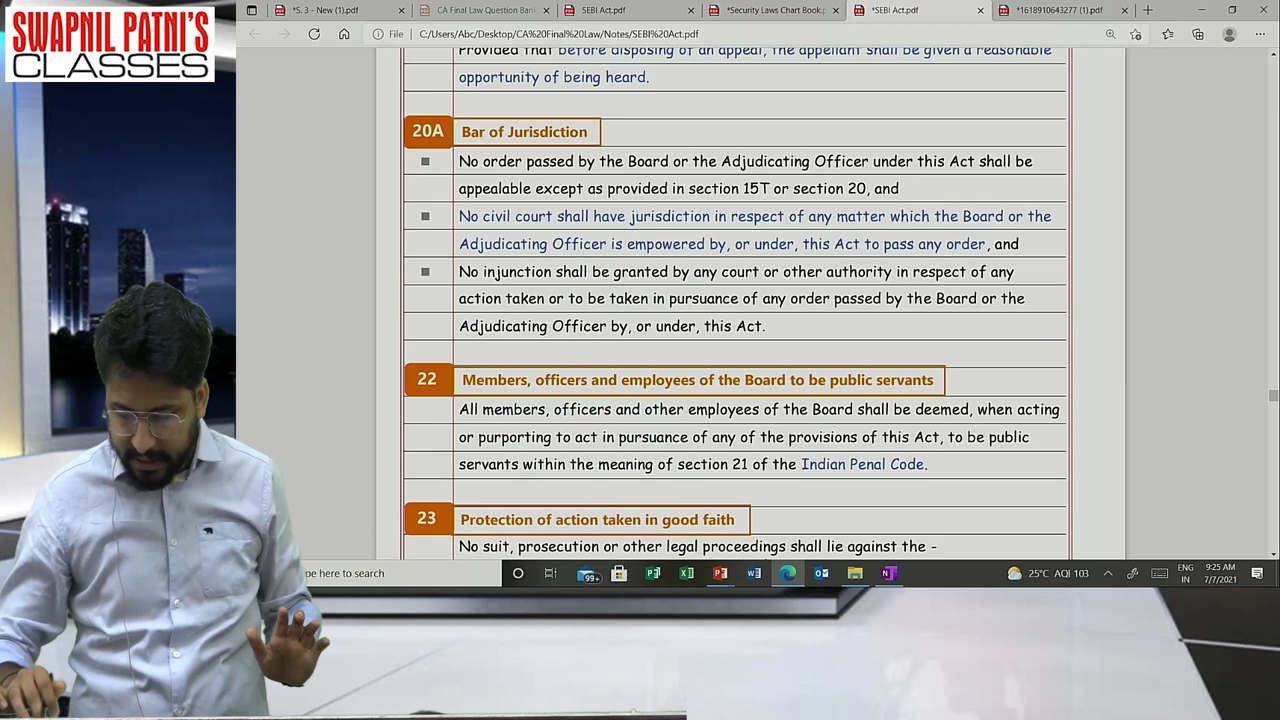 SWAPNIL PATNI'S
CLASSES
*S. 3 - New (1).pdf
CA Final Law Question Ban
SEBI Act.pdf
*Security Laws Chart Book.p
*SEBI Act.pdf
*1618910643277 (1).pdf
File
C:/Users/Abc/Desktop/CA%20Final%20Law/Notes/SEBI%20Act.pdf
Provided that before disposing of an appeal, the appellant shall be given a reasonable
opportunity of being heard.
20A Bar of Jurisdiction
No order passed by the Board or the Adjudicating Officer under this Act shall be
appealable except as provided in section 15T or section 20, and
No civil court shall have jurisdiction in respect of any matter which the Board or the
Adjudicating Officer is empowered by, or under, this Act to pass any order, and
No injunction shall be granted by any court or other authority in respect of any
action taken or to be taken in pursuance of any order passed by the Board or the
Adjudicating Officer by, or under, this Act.
22 Members, officers and employees of the Board to be public servants
All members, officers and other employees of the Board shall be deemed, when acting
or purporting to act in pursuance of any of the provisions of this Act, to be public
servants within the meaning of section 21 of the Indian Penal Code.
23 Protection of action taken in good faith
No suit, prosecution or other legal proceedings shall lie against the -
pe here to search
99+
25°C AQI 103
ENG
IN
9:25 AM
7/7/2021